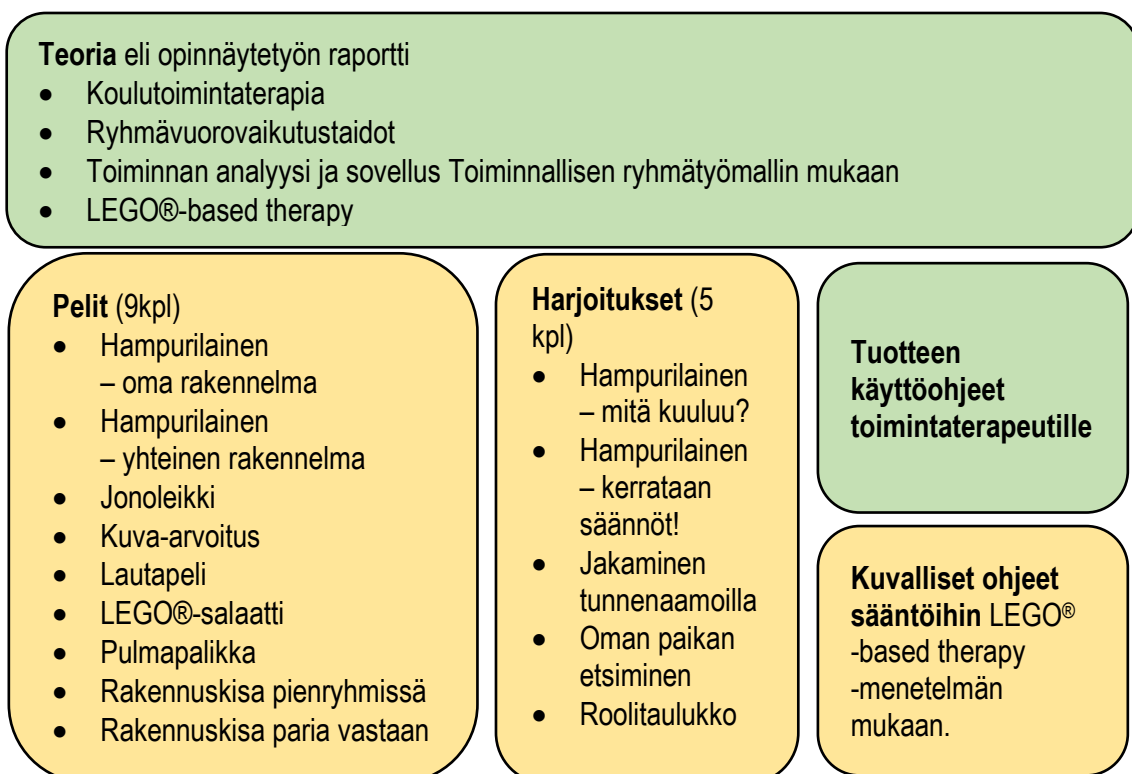 Teoria eli opinnäytetyön raportti
• Koulutoimintaterapia
• Ryhmävuorovaikutustaidot
• Toiminnan analyysi ja sovellus Toiminnallisen ryhmätyömallin mukaan
• LEGO®-based therapy
Pelit (9kpl)
• Hampurilainen
– oma rakennelma
• Hampurilainen
– yhteinen rakennelma
• Jonoleikki
• Kuva-arvoitus
• Lautapeli
• LEGO®-salaatti
• Pulmapalikka
• Rakennuskisa pienryhmissä
• Rakennuskisa paria vastaan
Harjoitukset (5
kpl)
• Hampurilainen
– mitä kuuluu?
• Hampurilainen
– kerrataan
säännöt!
• Jakaminen
tunnenaamoilla
• Oman paikan
etsiminen
• Roolitaulukko
Tuotteen
käyttöohjeet
toimintaterapeutille
Kuvalliset ohjeet
sääntöihin LEGO®
-based therapy
-menetelmän
mukaan.